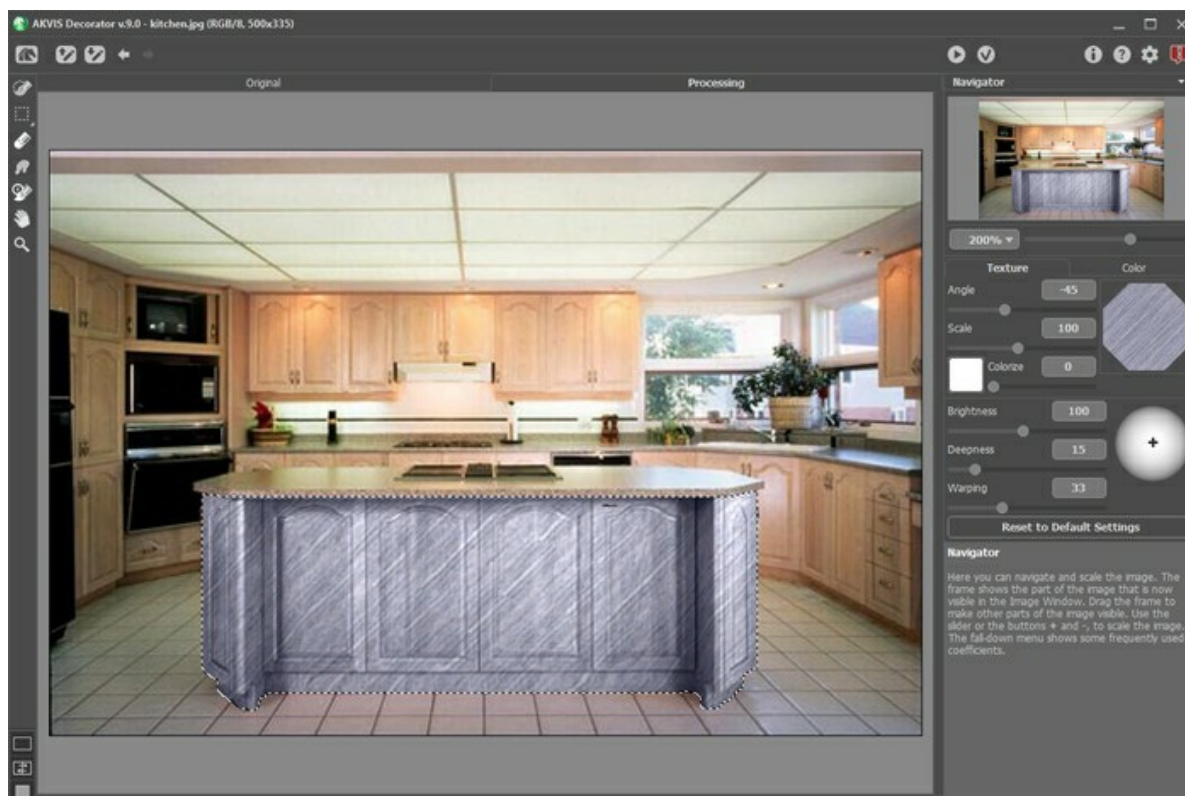 AKVIS Decorator v.9.0 - kitchen.jpg (RGB/8, 500x335)
Original
Processing
Navigator
200%
Texture
Color
Angle
-45
Scale
100
Colorize
0
Brightness
100
Deepness
15
Warping
33
Reset to Default Settings
Navigator
Here you can navigate and scale the image. The
frame shows the part of the image that is now
visible in the Image Window. Drag the frame to
make other parts of the image visible. Use the
slider or the buttons + and -, to scale the image.
The fall-down menu shows some frequently used
coefficients.